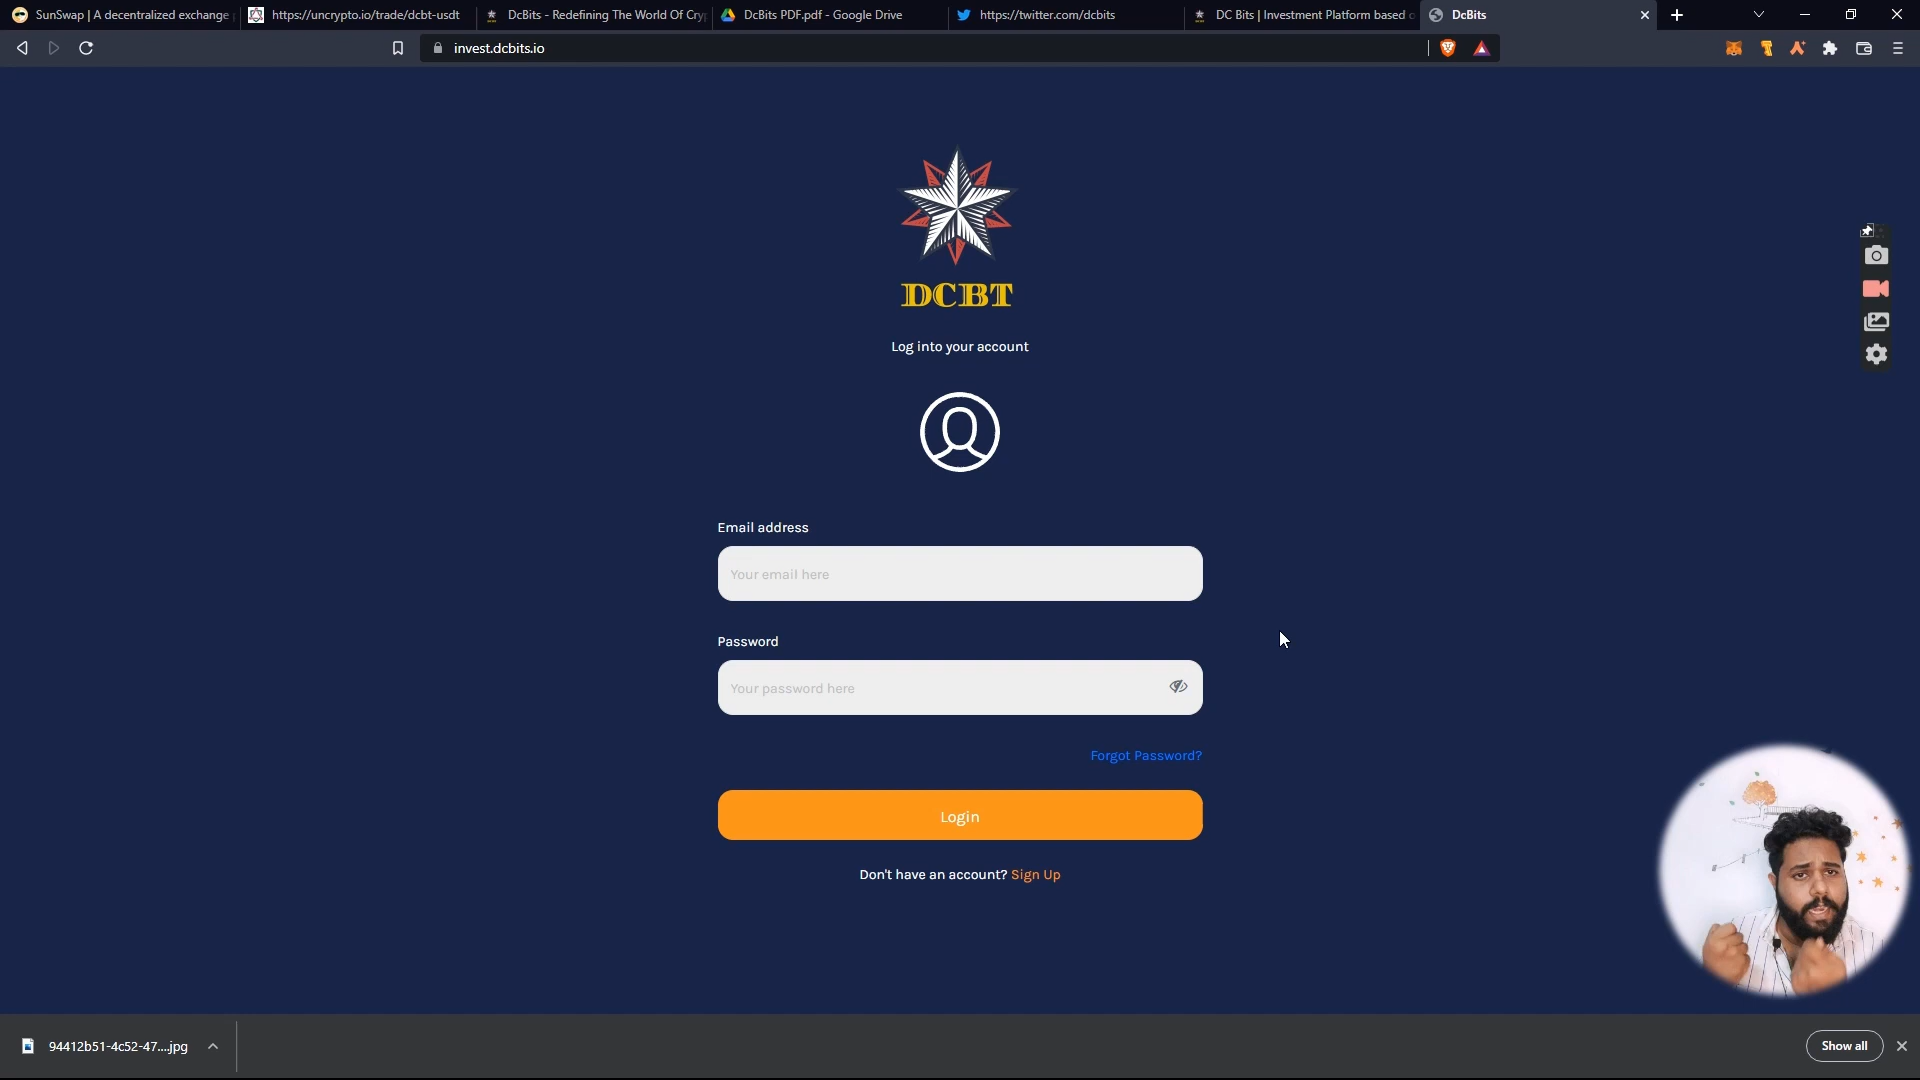 SunSwap | A decentralized exchange
https://uncrypto.io/trade/dcbt-usdt
DcBits - Redefining The World Of Cry
DcBits PDF.pdf - Google Drive
https://twitter.com/dcbits
DC Bits | Investment Platform based o
DcBits
invest.dcbits.io
DCBT
Log into your account
Email address
Your email here
Password
Your password here
Forgot Password?
Login
Don't have an account? Sign Up
94412b51-4c52-47....jpg
Show all